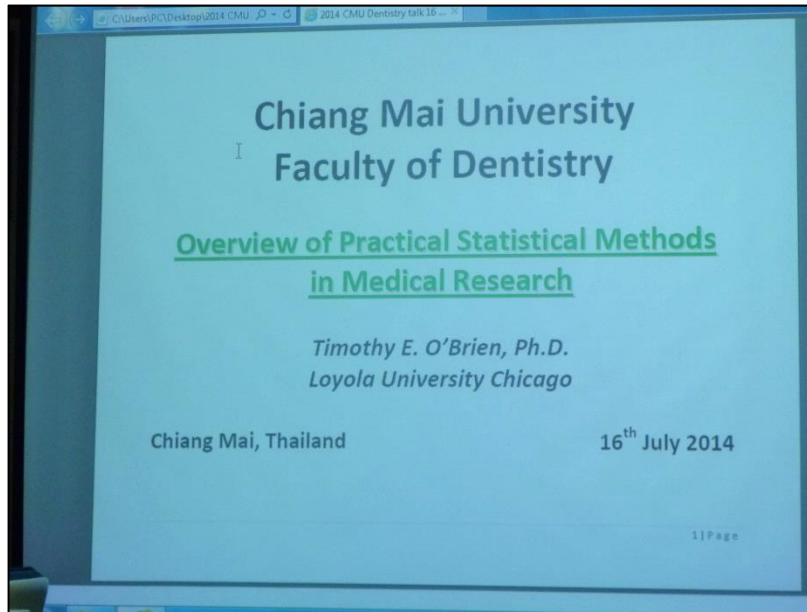 C:\Users\PC\Desktop\2014 CMU
2014 CMU Dentistry talk 16 ...
Chiang Mai University
Faculty of Dentistry
Overview of Practical Statistical Methods
in Medical Research
Timothy E. O'Brien, Ph.D.
Loyola University Chicago
Chiang Mai, Thailand 16th July 2014
1|Page